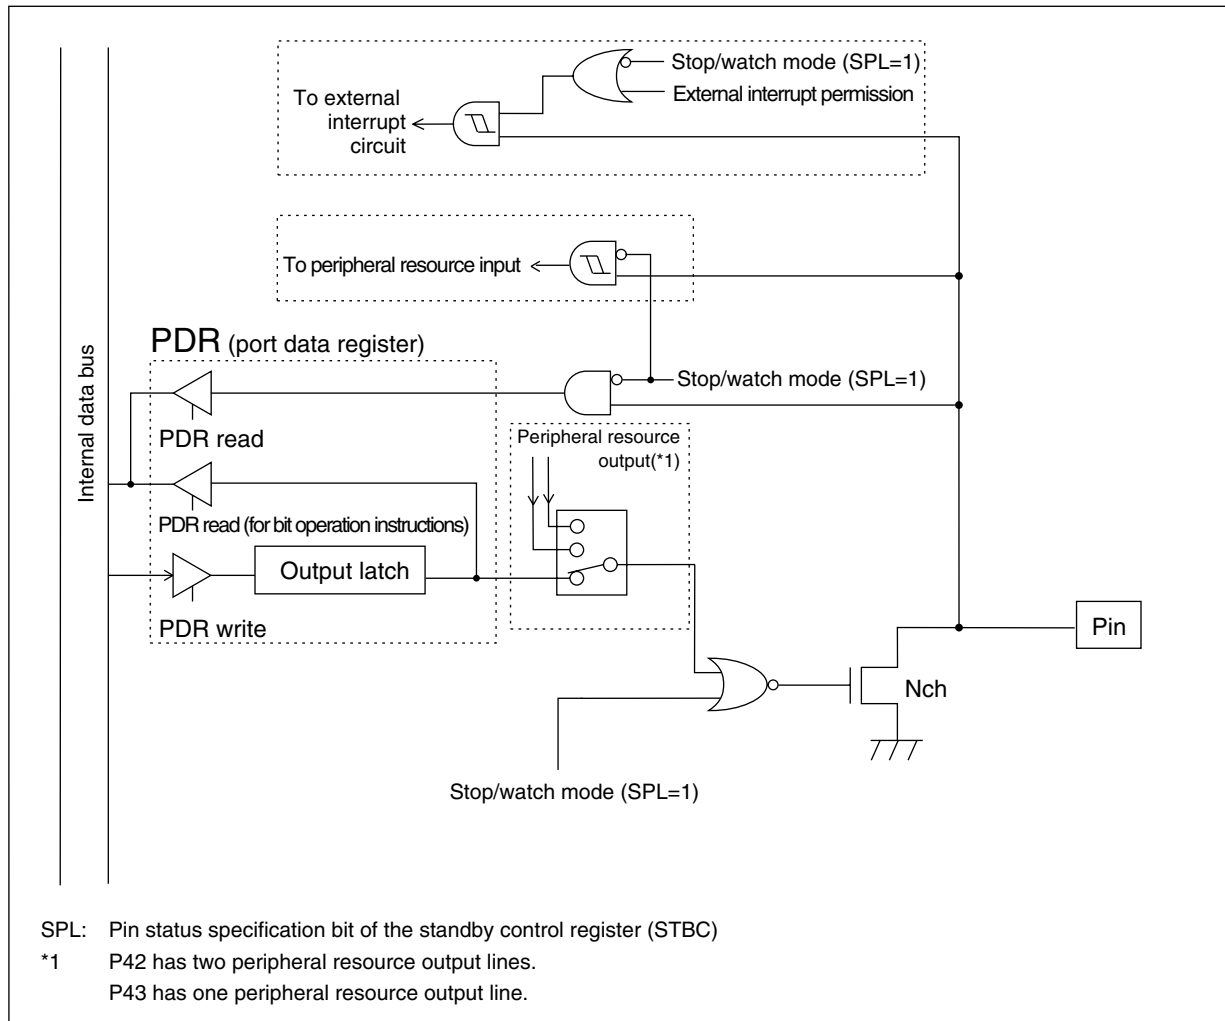 Stop/watch mode (SPL=1)
External interrupt permission
To external
interrupt
circuit
To peripheral resource input
PDR (port data register)
Stop/watch mode (SPL=1)
Internal data bus
PDR read
Peripheral resource
output(*1)
PDR read (for bit operation instructions)
Output latch
PDR write
Pin
Nch
Stop/watch mode (SPL=1)
SPL: Pin status specification bit of the standby control register (STBC)
*1 P42 has two peripheral resource output lines.
P43 has one peripheral resource output line.